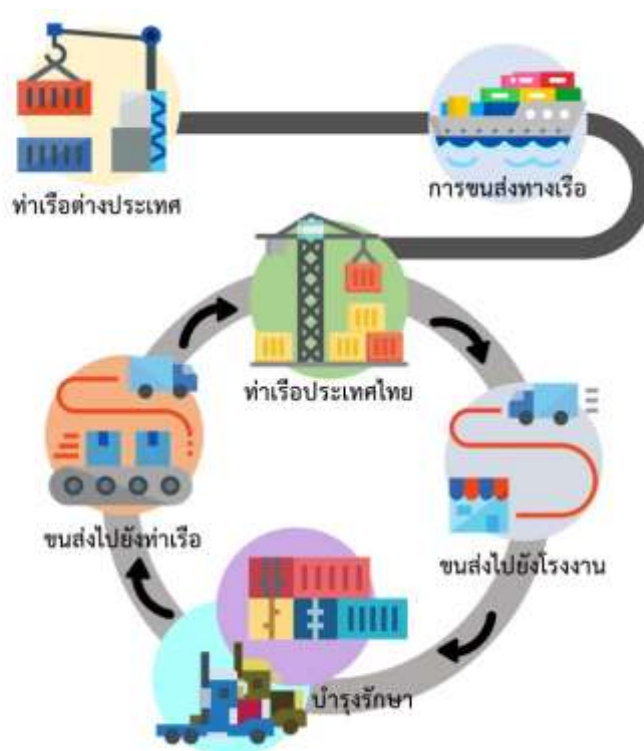 ท่าเรือต่างประเทศ
การขนส่งทางเรือ
ท่าเรือประเทศไทย
ขนส่งไปยังท่าเรือ
ขนส่งไปยังโรงงาน
บำรุงรักษา